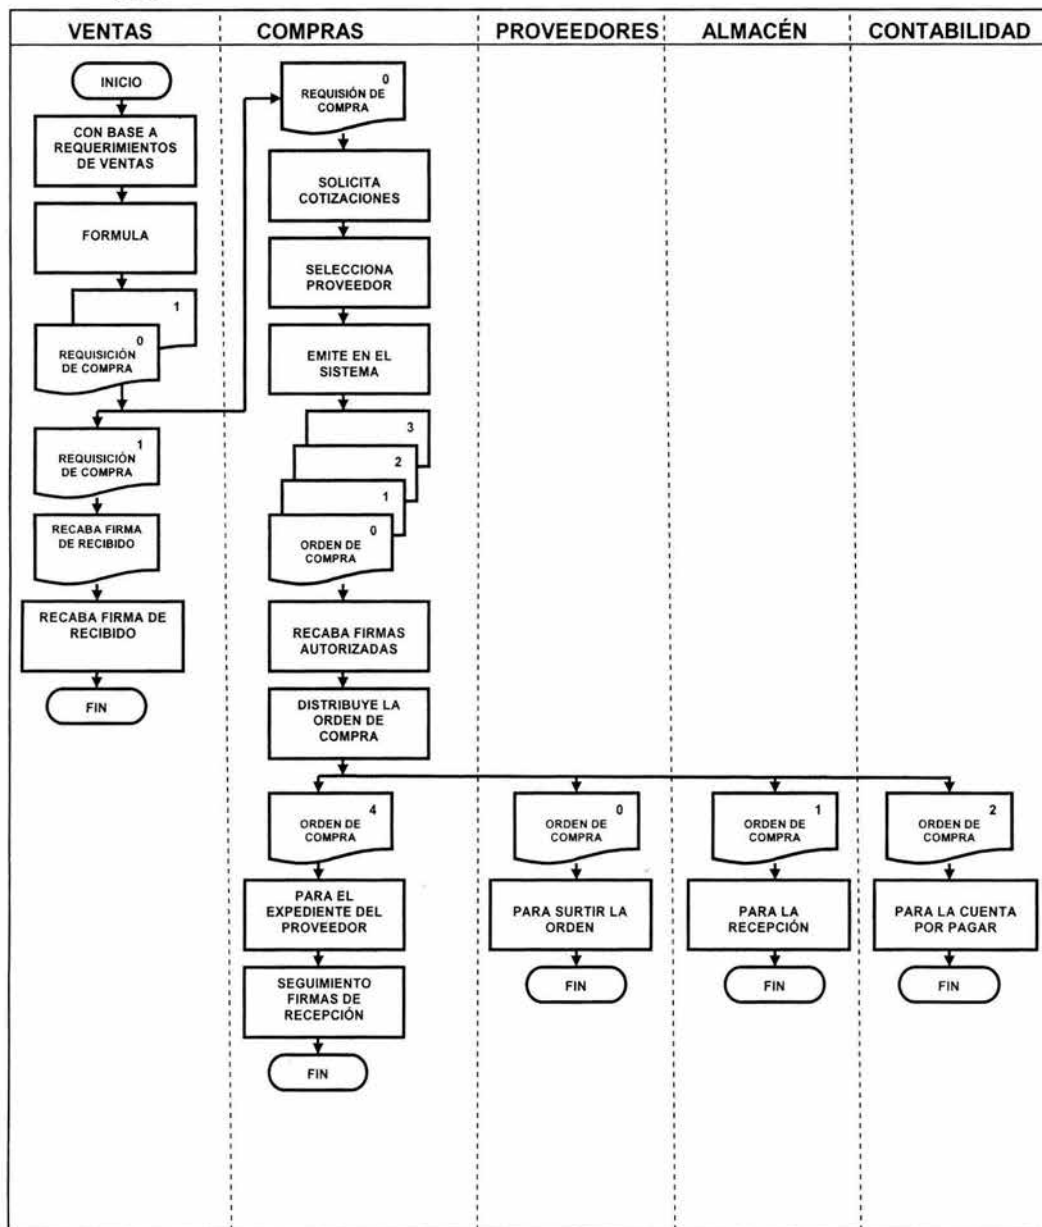 VENTAS
COMPRAS
PROVEEDORES
ALMACÉN
CONTABILIDAD
INICIO
CON BASE A
REQUERIMIENTOS
DE VENTAS
FORMULA
1
0
REQUISICIÓN
DE COMPRA
1
REQUISICIÓN
DE COMPRA
RECABA FIRMA
DE RECIBIDO
RECABA FIRMA DE
RECIBIDO
FIN
0
REQUISIÓN DE
COMPRA
SOLICITA
COTIZACIONES
SELECCIONA
PROVEEDOR
EMITE EN EL
SISTEMA
3
2
1
0
ORDEN DE
COMPRA
RECABA FIRMAS
AUTORIZADAS
DISTRIBUYE LA
ORDEN DE
COMPRA
4
ORDEN DE
COMPRA
PARA EL
EXPEDIENTE DEL
PROVEEDOR
SEGUIMIENTO
FIRMAS DE
RECEPCIÓN
FIN
0
ORDEN DE
COMPRA
PARA SURTIR LA
ORDEN
FIN
1
ORDEN DE
COMPRA
PARA LA
RECEPCIÓN
FIN
2
ORDEN DE
COMPRA
PARA LA CUENTA
POR PAGAR
FIN